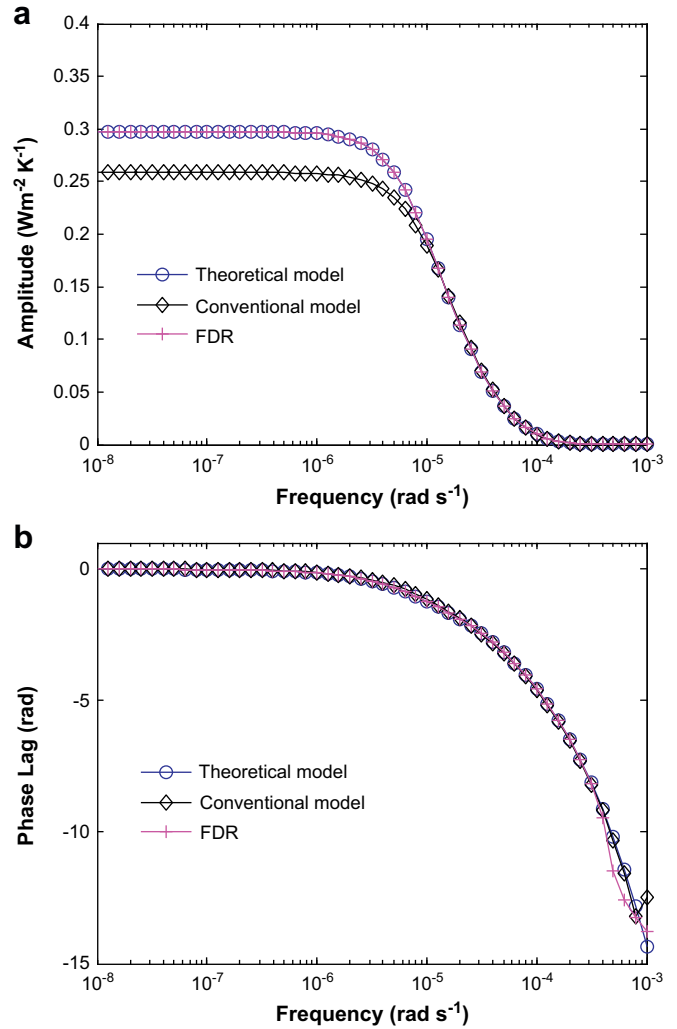 a
0.4
0.35
0.3
0.25
0.2
0.15
0.1
0.05
0
Amplitude (Wm⁻² K⁻¹)
Theoretical model
Conventional model
FDR
10⁻⁸ 10⁻⁷ 10⁻⁶ 10⁻⁵ 10⁻⁴ 10⁻³
Frequency (rad s⁻¹)
b
0
-5
-10
-15
Phase Lag (rad)
Theoretical model
Conventional model
FDR
10⁻⁸ 10⁻⁷ 10⁻⁶ 10⁻⁵ 10⁻⁴ 10⁻³
Frequency (rad s⁻¹)